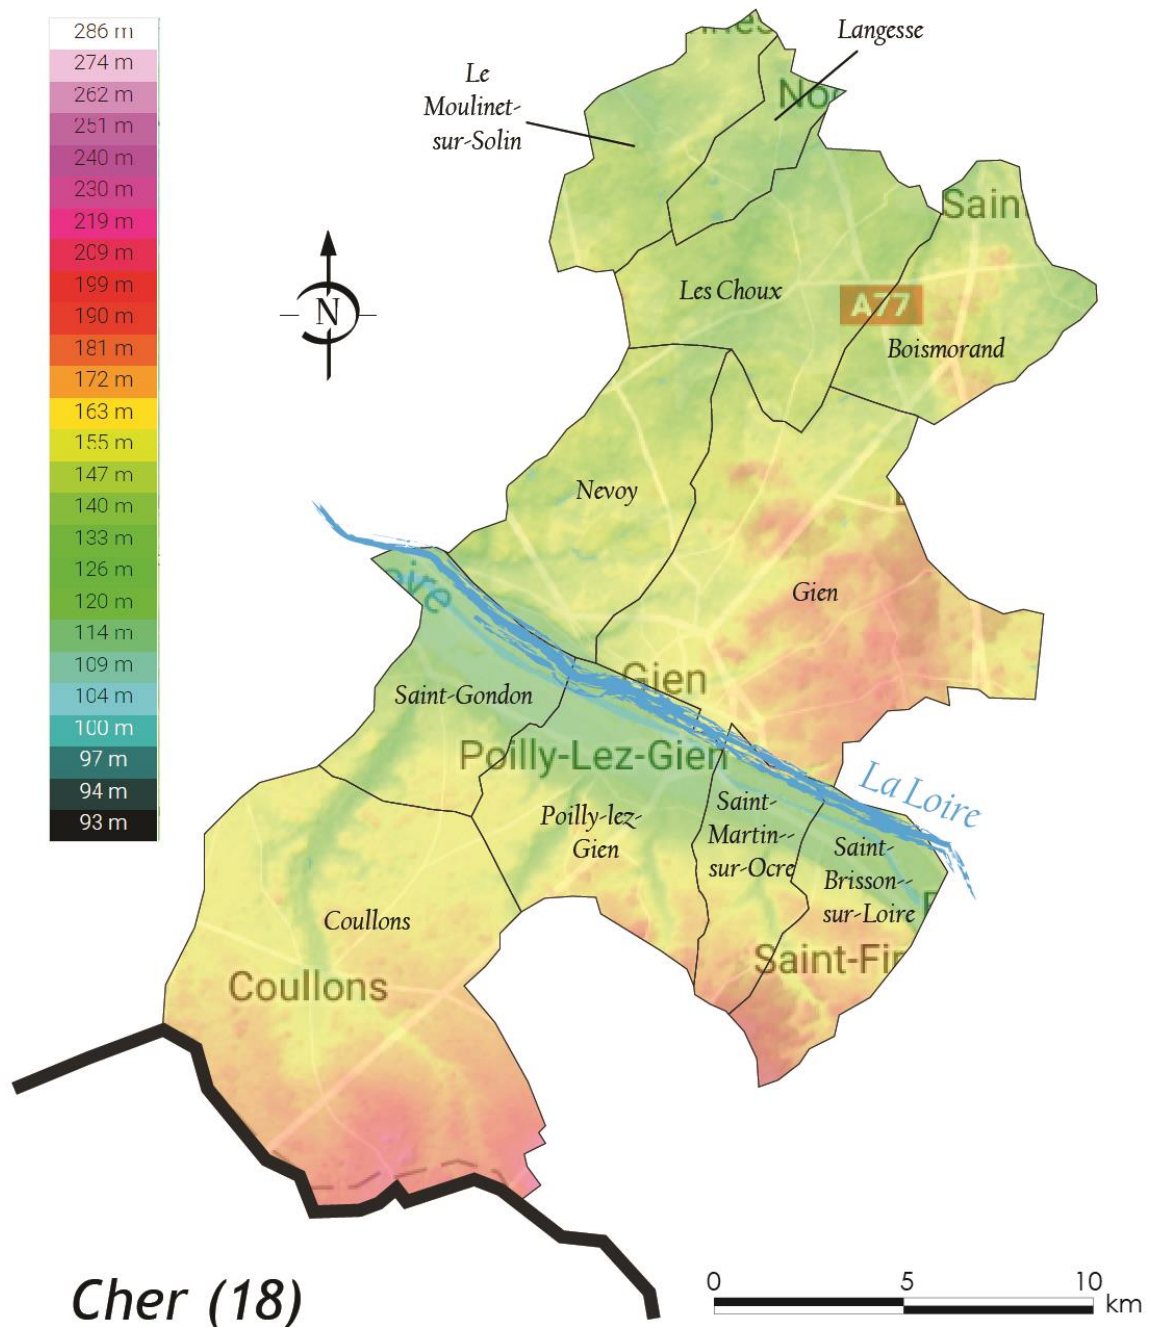 286 m
274 m
262 m
251 m
240 m
230 m
219 m
209 m
199 m
190 m
181 m
172 m
163 m
155 m
147 m
140 m
133 m
126 m
120 m
114 m
109 m
104 m
100 m
97 m
94 m
93 m
Langesse
Le
Moulinet-
sur-Solin
N
Les Choux
A77
Boismorand
Nevoy
Gien
Saint-Gondon
Gien
Poilly-Lez-Gien
La Loire
Poilly-lez-
Gien
Saint-
Martin--
sur-Ocre
Saint-
Brisson--
sur-Loire
Coullons
Coullons
Saint-Fir
Cher (18)
0 5 10
km